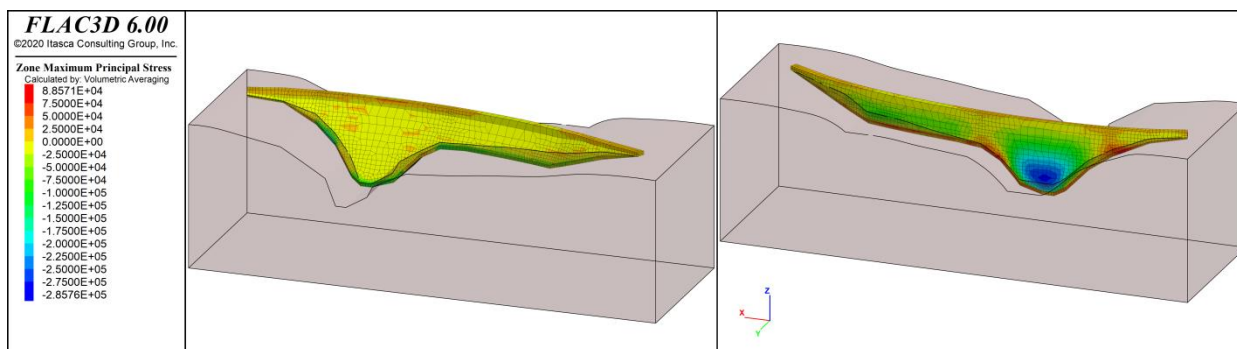 FLAC3D 6.00
©2020 Itasca Consulting Group, Inc.
Zone Maximum Principal Stress
Calculated by: Volumetric Averaging
8.8571E+04
7.5000E+04
5.0000E+04
2.5000E+04
0.0000E+00
-2.5000E+04
-5.0000E+04
-7.5000E+04
-1.0000E+05
-1.2500E+05
-1.5000E+05
-1.7500E+05
-2.0000E+05
-2.2500E+05
-2.5000E+05
-2.7500E+05
-2.8576E+05
Z
X
Y